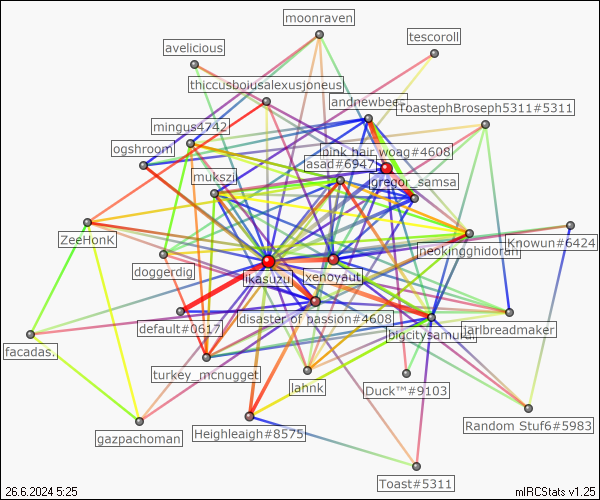 moonraven
tescoroll
avelicious
thiccusboiusalexusjoneus
andnewbees
ToastephBroseph5311#5311
mingus4742
ogshroom
pink hair woag#4608
asad#6947
mukszi
gregor_samsa
ZeeHonK
Knowun#6424
neokingghidorah
doggerdig
ikasuzu
xenoyaut
disaster of passion#4608
default#0617
bigcitysamurai
jarlbreadmaker
facadas.
turkey_mcnugget
lahnk
Duck™#9103
gazpachoman
Heighleaigh#8575
Random Stuf6#5983
Toast#5311
26.6.2024 5:25
mIRCStats v1.25